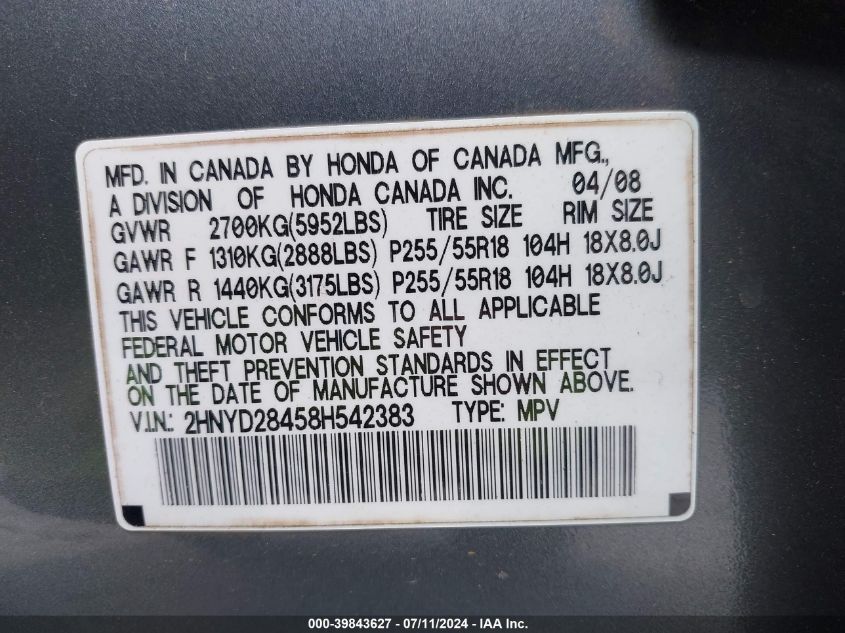 MFD. IN CANADA BY HONDA OF CANADA MFG.,
A DIVISION OF HONDA CANADA INC. 04/08
GVWR 2700KG(5952LBS) TIRE SIZE RIM SIZE
GAWR F 1310KG(2888LBS) P255/55R18 104H 18X8.0J
GAWR R 1440KG(3175LBS) P255/55R18 104H 18X8.0J
THIS VEHICLE CONFORMS TO ALL APPLICABLE
FEDERAL MOTOR VEHICLE SAFETY
AND THEFT PREVENTION STANDARDS IN EFFECT
ON THE DATE OF MANUFACTURE SHOWN ABOVE.
V.I.N.: 2HNYD28458H542383 TYPE: MPV
000-39843627 - 07/11/2024 - IAA Inc.